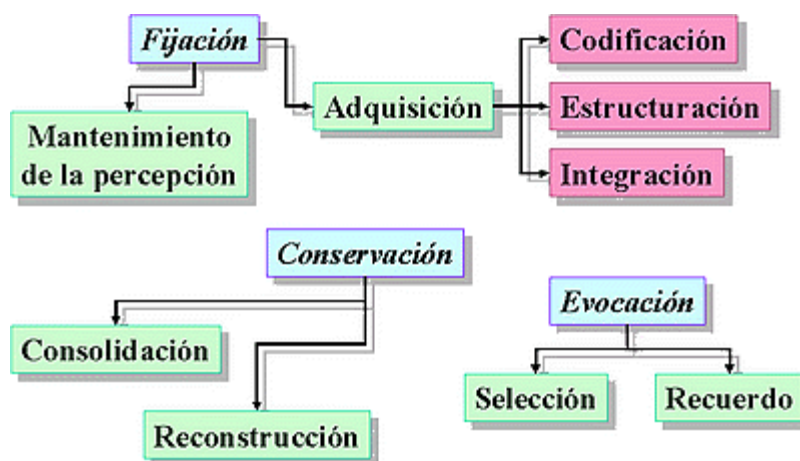 Fijación
Codificación
Adquisición
Estructuración
Mantenimiento
de la percepción
Integración
Conservación
Consolidación
Reconstrucción
Evocación
Selección
Recuerdo